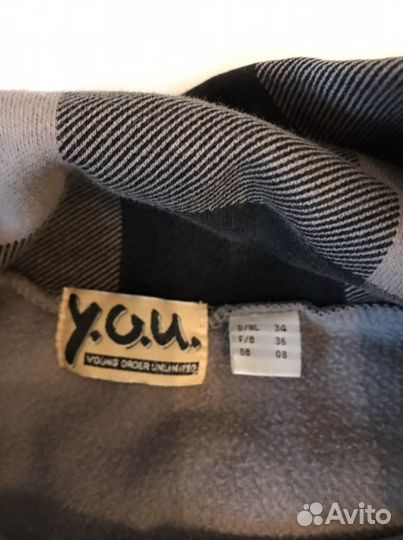 y.o.u.
YOUNG ORDER UNLIMITED
D/NL 34
F/B 36
GB 08
Avito